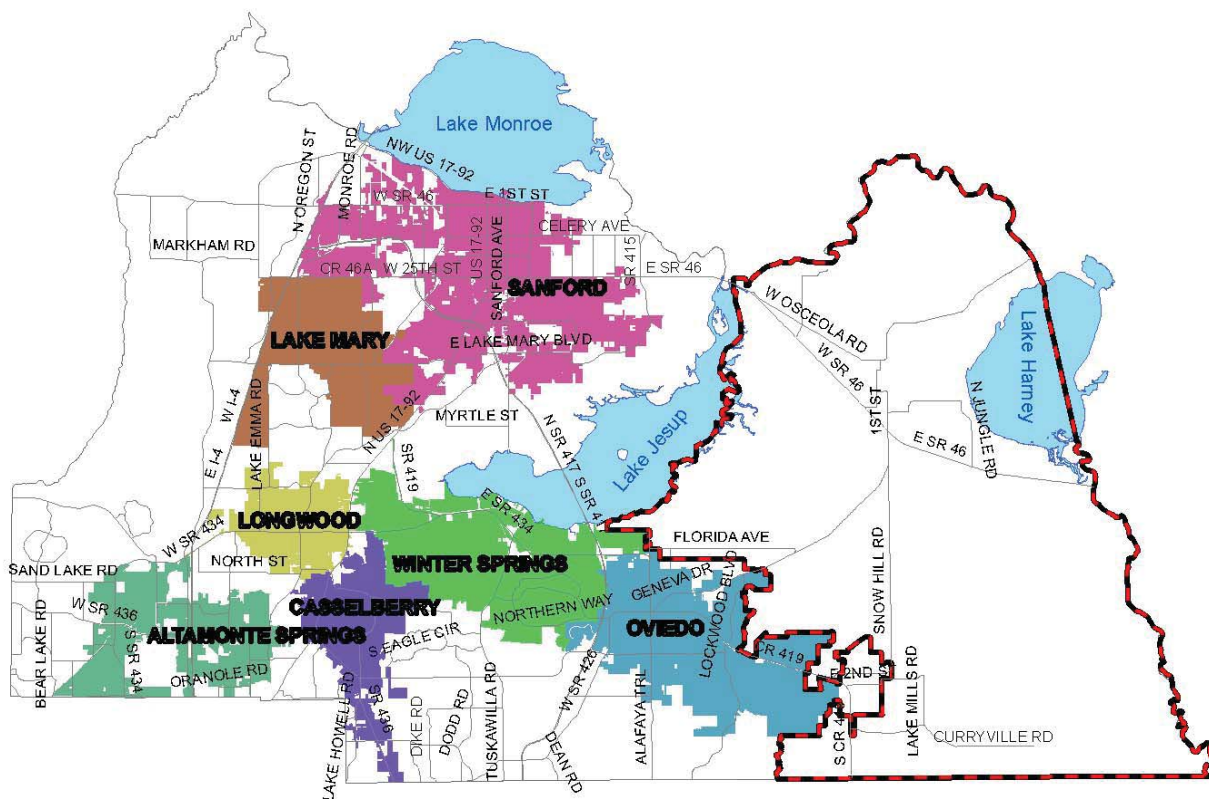 Lake Monroe
NW US 17-92
N OREGON ST
MONROE RD
W SR 46
E 1ST ST
CELERY AVE
MARKHAM RD
CR 46A
W 25TH ST
US 17-92
SANFORD AVE
SR 415
E SR 46
SANFORD
W OSCEOLA RD
LAKE MARY
E LAKE MARY BLVD
W SR 46
Lake Harney
W I-4
LAKE EMMA RD
N US 17-92
MYRTLE ST
1ST ST
N JUNGLE RD
E SR 46
E I-4
SR 419
N SR 417
Lake Jesup
LONGWOOD
W SR 434
E SR 434
NORTH ST
WINTER SPRINGS
FLORIDA AVE
SAND LAKE RD
GENEVA DR
LOCKWOOD BLVD
SNOW HILL RD
W SR 436
CASSELBERRY
NORTHERN WAY
ALTAMONTE SPRINGS
S EAGLE CIR
OVIEDO
BEAR LAKE RD
S SR 434
W SR 426
CR 419
LAKE MILLS RD
LAKE HOWELL RD
DIKE RD
DODD RD
TUSKAWILLA RD
DEAN RD
CURRYVILLE RD